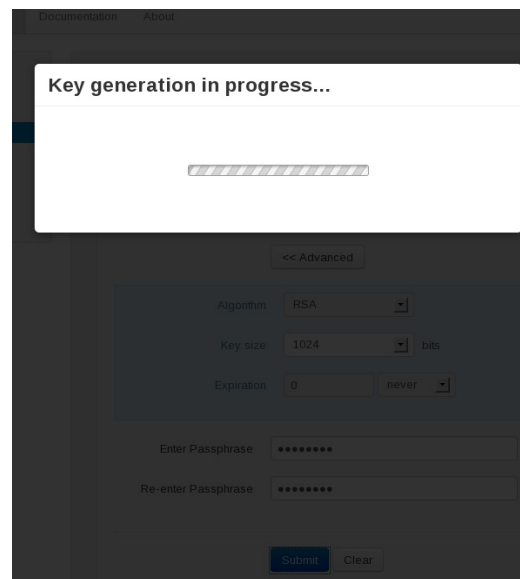 Documentation About
Key generation in progress...
<< Advanced
Algorithm RSA
Key size 1024 bits
Expiration 0 never
Enter Passphrase ●●●●●●●●
Re-enter Passphrase ●●●●●●●●
Submit Clear